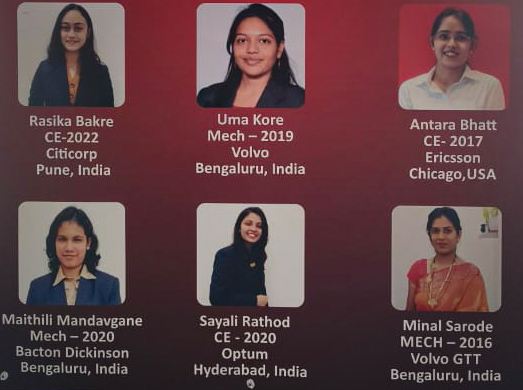 Rasika Bakre
CE-2022
Citicorp
Pune, India
Uma Kore
Mech – 2019
Volvo
Bengaluru, India
Antara Bhatt
CE- 2017
Ericsson
Chicago,USA
Maithili Mandavgane
Mech – 2020
Bacton Dickinson
Bengaluru, India
Sayali Rathod
CE - 2020
Optum
Hyderabad, India
Minal Sarode
MECH – 2016
Volvo GTT
Bengaluru, India